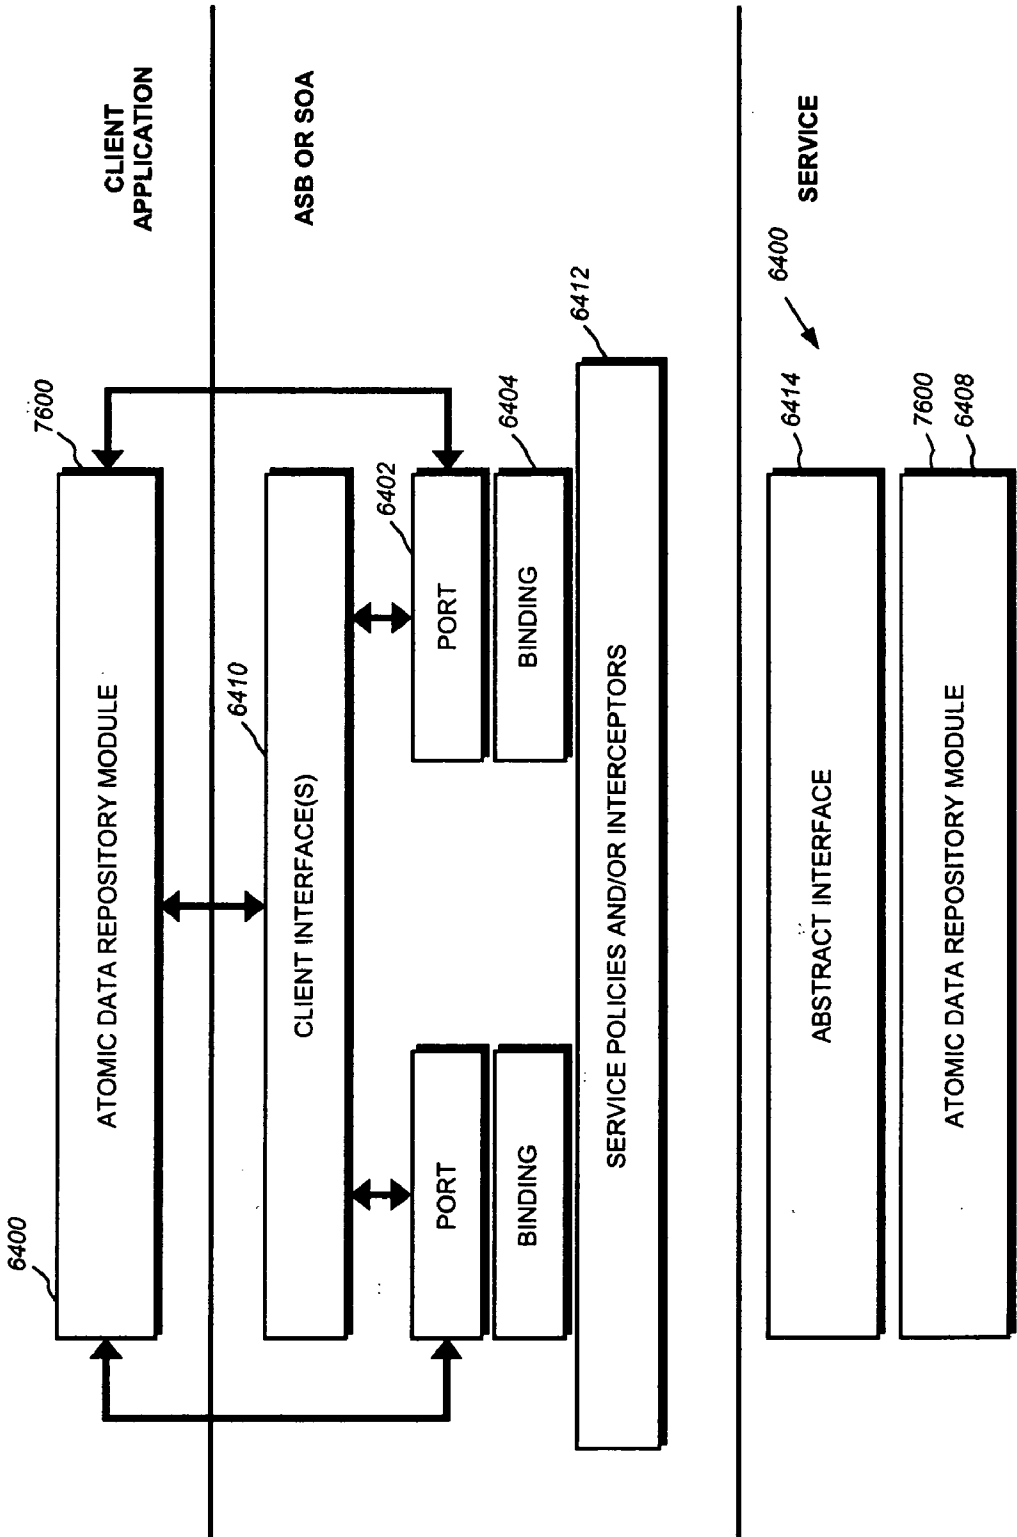 6400
ATOMIC DATA REPOSITORY MODULE
7600
CLIENT
APPLICATION
CLIENT INTERFACE(S)
6410
ASB OR SOA
PORT
PORT
6402
BINDING
BINDING
6404
SERVICE POLICIES AND/OR INTERCEPTORS
6412
ABSTRACT INTERFACE
6414
6400
SERVICE
ATOMIC DATA REPOSITORY MODULE
7600
6408